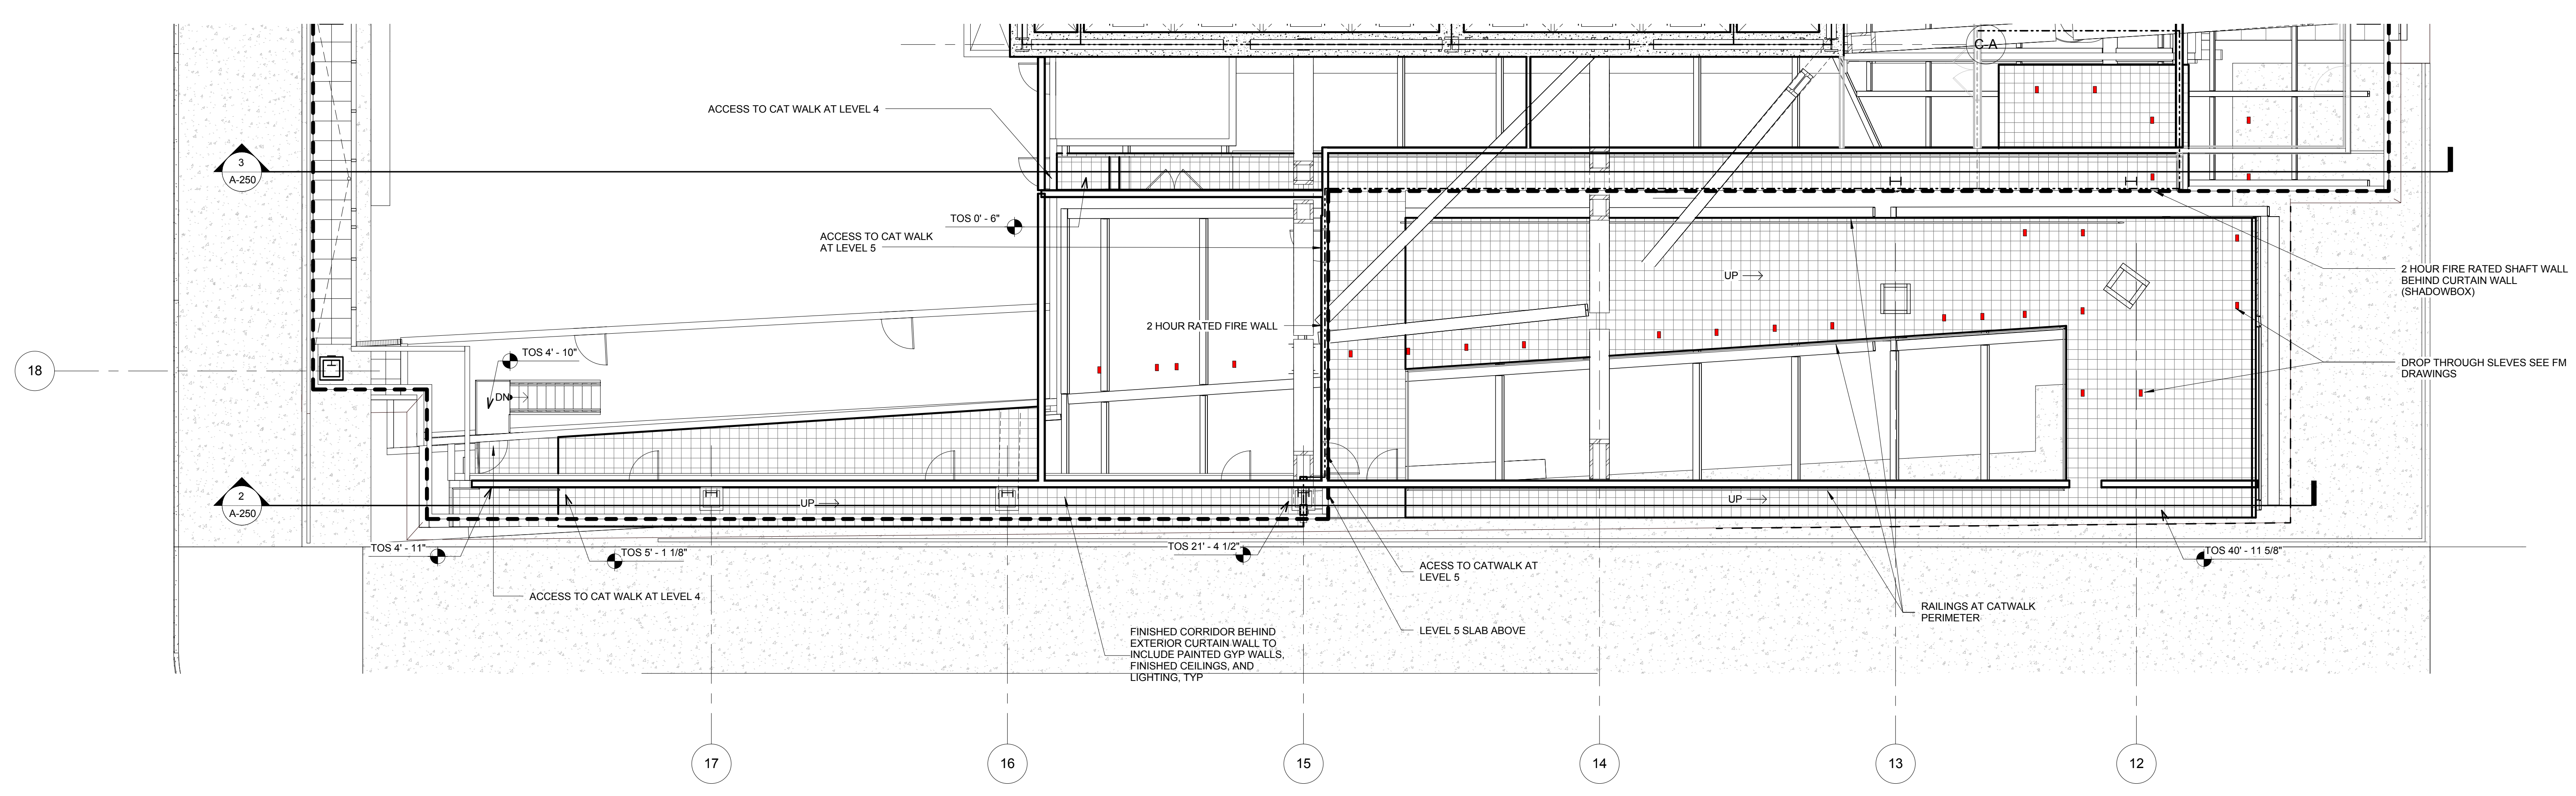 C-A
ACCESS TO CAT WALK AT LEVEL 4
3
A-250
TOS 0' - 6"
ACCESS TO CAT WALK
AT LEVEL 5
2 HOUR FIRE RATED SHAFT WALL
BEHIND CURTAIN WALL
(SHADOWBOX)
UP
2 HOUR RATED FIRE WALL
TOS 4' - 10"
18
DROP THROUGH SLEVES SEE FM
DRAWINGS
DN
2
A-250
UP
UP
TOS 4' - 11"
TOS 5' - 1 1/8"
TOS 21' - 4 1/2"
TOS 40' - 11 5/8"
ACESS TO CATWALK AT
LEVEL 5
ACCESS TO CAT WALK AT LEVEL 4
RAILINGS AT CATWALK
PERIMETER
LEVEL 5 SLAB ABOVE
FINISHED CORRIDOR BEHIND
EXTERIOR CURTAIN WALL TO
INCLUDE PAINTED GYP WALLS,
FINISHED CEILINGS, AND
LIGHTING, TYP
17
16
15
14
13
12